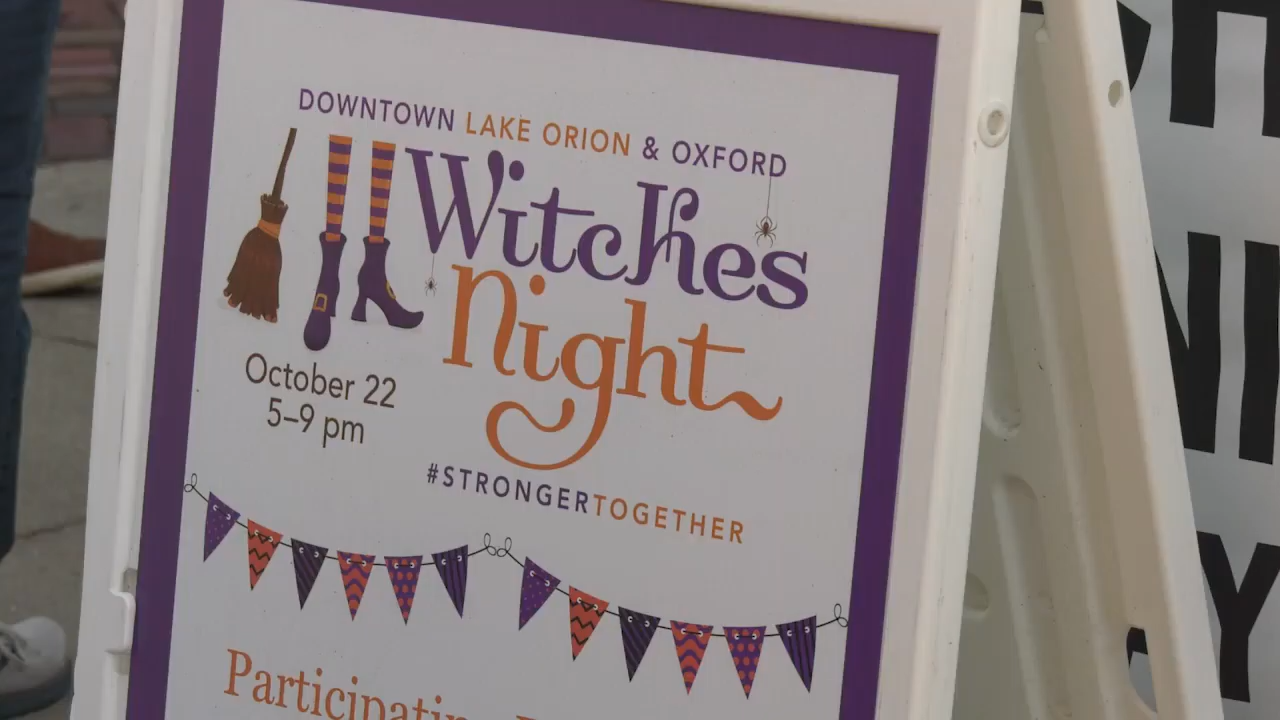 DOWNTOWN LAKE ORION & OXFORD
Witches
Night
October 22
5–9 pm
#STRONGERTOGETHER